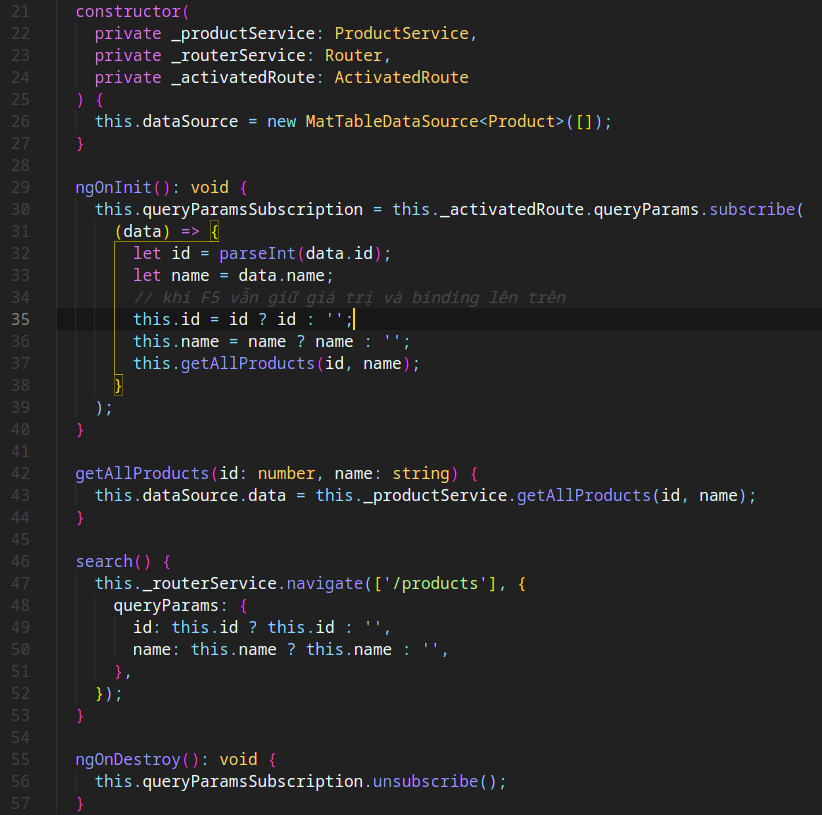 21 constructor(
22 private _productService: ProductService,
23 private _routerService: Router,
24 private _activatedRoute: ActivatedRoute
25 ) {
26 this.dataSource = new MatTableDataSource<Product>([]);
27 }
28
29 ngOnInit(): void {
30 this.queryParamsSubscription = this._activatedRoute.queryParams.subscribe(
31 (data) => {
32 let id = parseInt(data.id);
33 let name = data.name;
34 // khi F5 vẫn giữ giá trị và binding lên trên
35 this.id = id ? id : '';
36 this.name = name ? name : '';
37 this.getAllProducts(id, name);
38 }
39 );
40 }
41
42 getAllProducts(id: number, name: string) {
43 this.dataSource.data = this._productService.getAllProducts(id, name);
44 }
45
46 search() {
47 this._routerService.navigate(['/products'], {
48 queryParams: {
49 id: this.id ? this.id : '',
50 name: this.name ? this.name : '',
51 },
52 });
53 }
54
55 ngOnDestroy(): void {
56 this.queryParamsSubscription.unsubscribe();
57 }